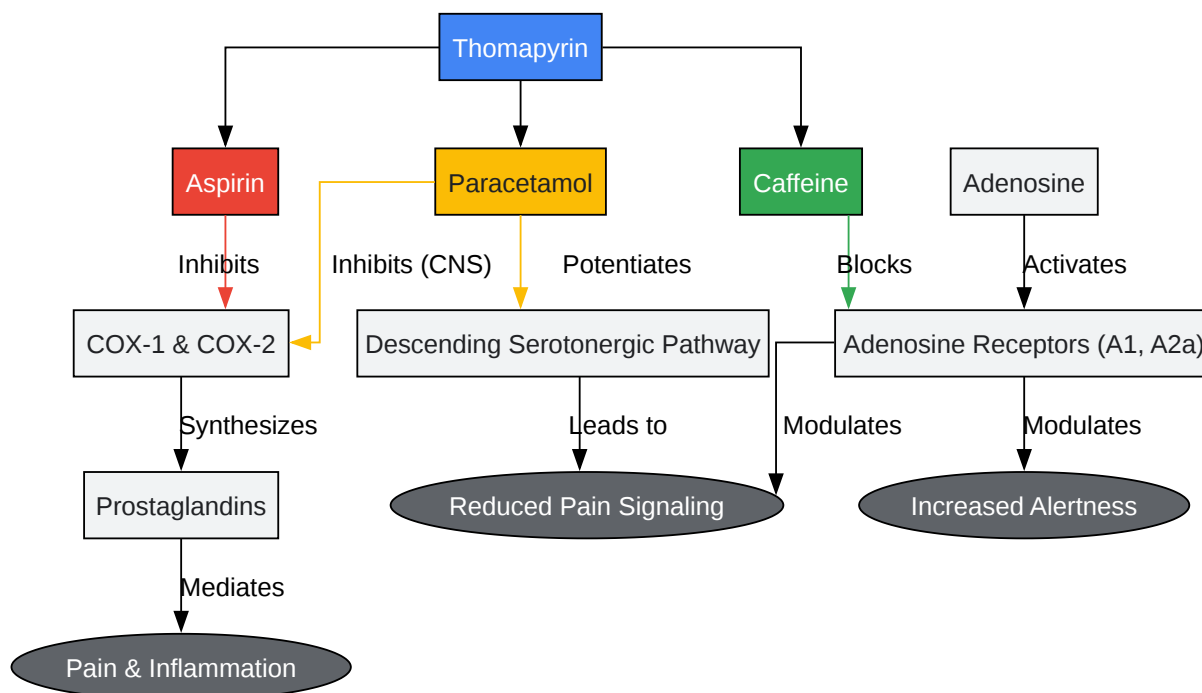 Thomapyrin
Aspirin
Paracetamol
Caffeine
Adenosine
Inhibits
Inhibits (CNS)
Potentiates
Blocks
Activates
COX-1 & COX-2
Descending Serotonergic Pathway
Adenosine Receptors (A1, A2a)
Synthesizes
Leads to
Modulates
Modulates
Prostaglandins
Reduced Pain Signaling
Increased Alertness
Mediates
Pain & Inflammation